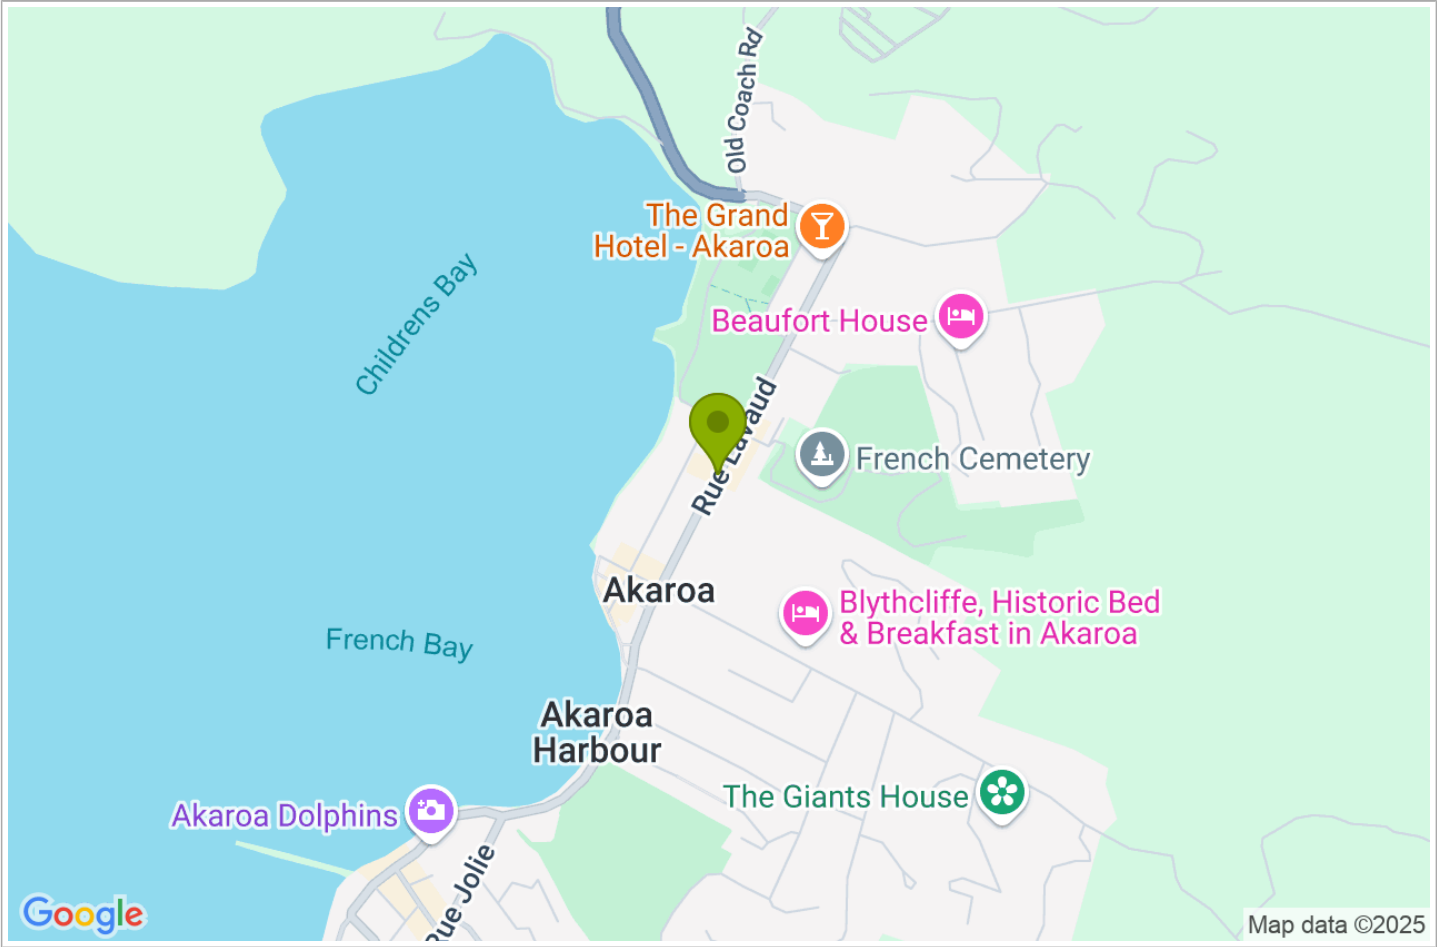 Old Coach Rd
The Grand
Hotel - Akaroa
Childrens Bay
Beaufort House
Rue Lavaud
French Cemetery
Akaroa
Blythcliffe, Historic Bed
& Breakfast in Akaroa
French Bay
Akaroa
Harbour
The Giants House
Akaroa Dolphins
Rue Jolie
Google
Map data ©2025